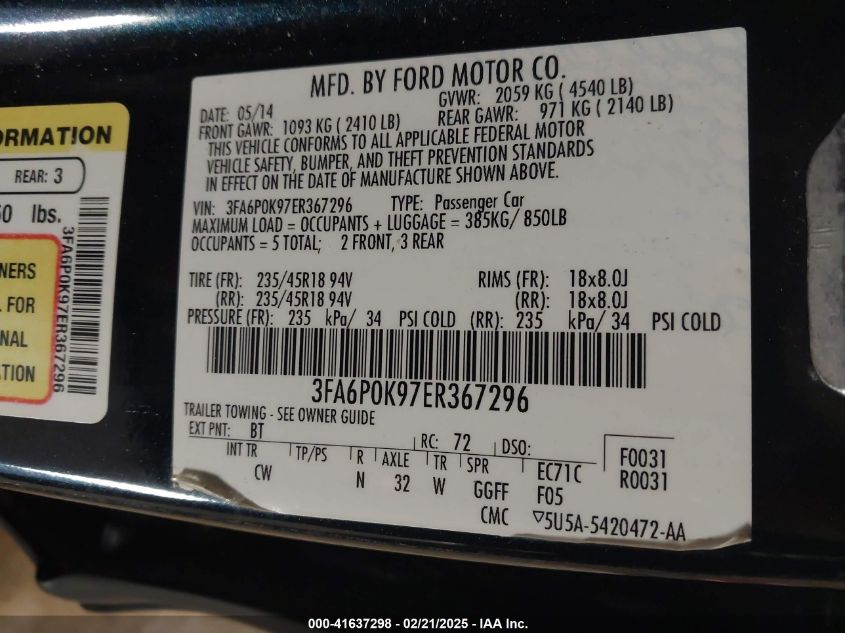 ORMATION
REAR: 3
50 lbs.
NERS
L FOR
NAL
ATION
3FA6P0K97ER367296
MFD. BY FORD MOTOR CO.
DATE: 05/14 GVWR: 2059 KG ( 4540 LB)
FRONT GAWR: 1093 KG ( 2410 LB) REAR GAWR: 971 KG ( 2140 LB)
THIS VEHICLE CONFORMS TO ALL APPLICABLE FEDERAL MOTOR
VEHICLE SAFETY, BUMPER, AND THEFT PREVENTION STANDARDS
IN EFFECT ON THE DATE OF MANUFACTURE SHOWN ABOVE.
VIN: 3FA6P0K97ER367296 TYPE: Passenger Car
MAXIMUM LOAD = OCCUPANTS + LUGGAGE = 385KG/ 850LB
OCCUPANTS = 5 TOTAL; 2 FRONT, 3 REAR
TIRE (FR): 235/45R18 94V RIMS (FR): 18x8.0J
(RR): 235/45R18 94V (RR): 18x8.0J
PRESSURE (FR): 235 kPa/ 34 PSI COLD (RR): 235 kPa/ 34 PSI COLD
3FA6P0K97ER367296
TRAILER TOWING - SEE OWNER GUIDE
EXT PNT: BT RC: 72 DSO: F0031
INT TR TP/PS R AXLE TR SPR EC71C R0031
CW N 32 W GGFF F05
CMC ▽5U5A-5420472-AA
000-41637298 - 02/21/2025 - IAA Inc.